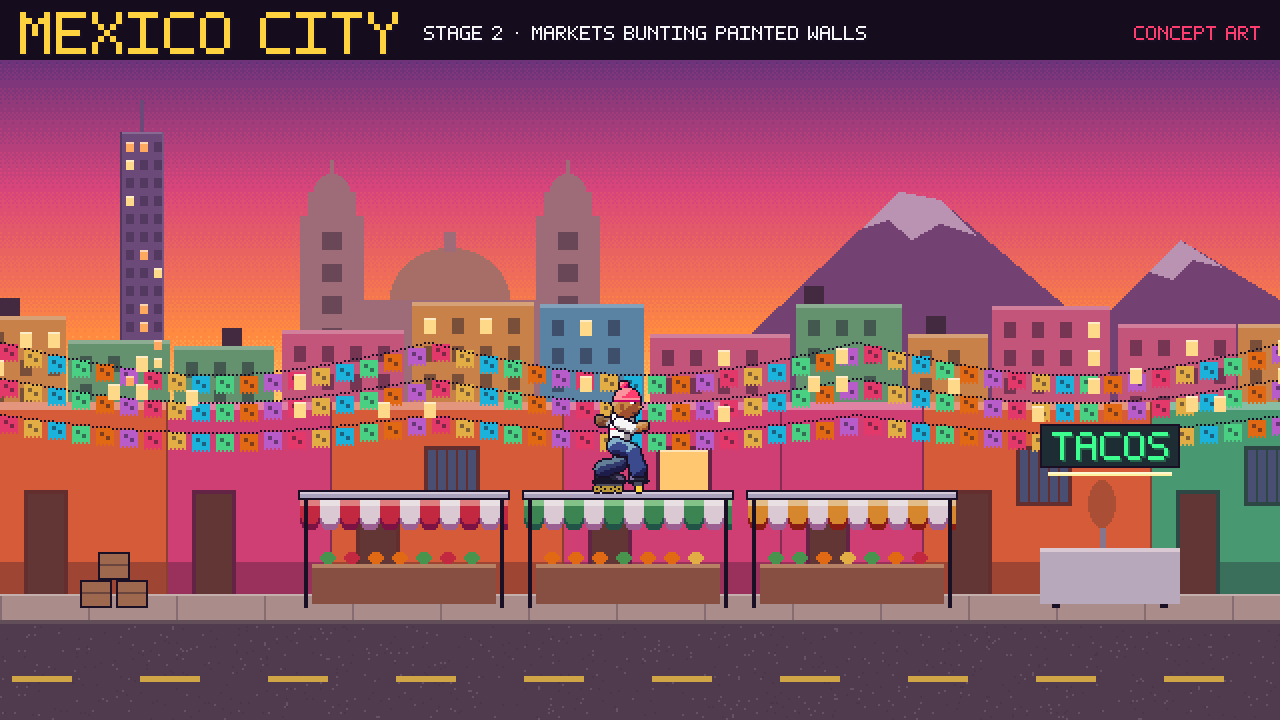 MEXICO CITY
STAGE 2 · MARKETS BUNTING PAINTED WALLS
CONCEPT ART
TACOS